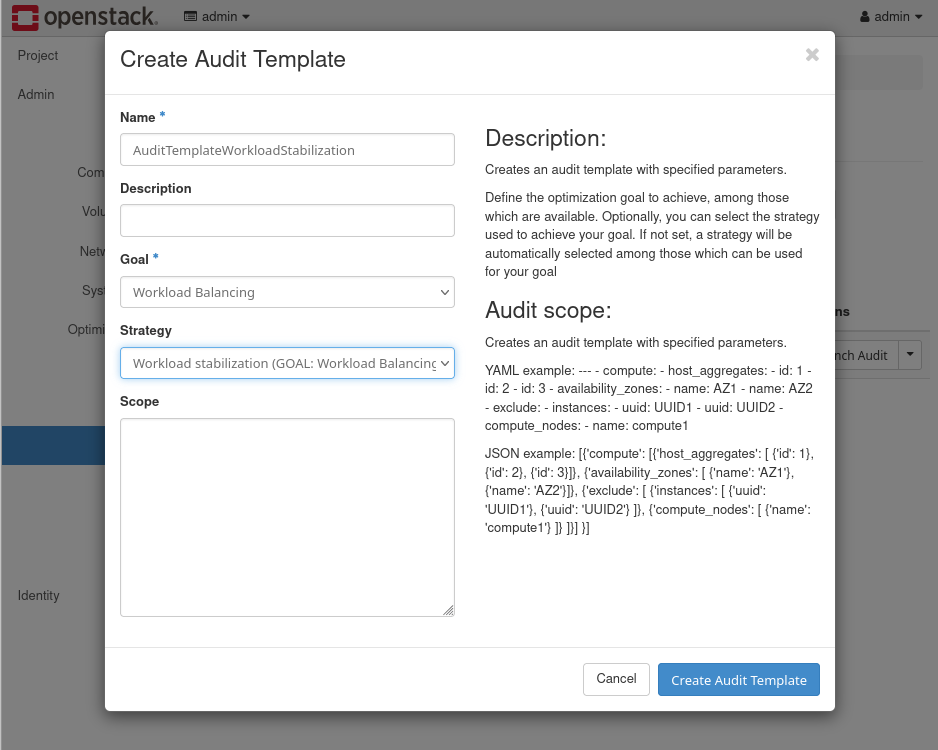 openstack.
admin
admin
Project
Admin
Com
Volu
Netw
Syst
Optimi
Identity
Create Audit Template
×
Name *
AuditTemplateWorkloadStabilization
Description
Goal *
Workload Balancing
Strategy
Workload stabilization (GOAL: Workload Balancing
Scope
Description:
Creates an audit template with specified parameters.
Define the optimization goal to achieve, among those
which are available. Optionally, you can select the strategy
used to achieve your goal. If not set, a strategy will be
automatically selected among those which can be used
for your goal
Audit scope:
Creates an audit template with specified parameters.
YAML example: --- - compute: - host_aggregates: - id: 1 -
id: 2 - id: 3 - availability_zones: - name: AZ1 - name: AZ2
- exclude: - instances: - uuid: UUID1 - uuid: UUID2 -
compute_nodes: - name: compute1
JSON example: [{'compute': [{'host_aggregates': [ {'id': 1},
{'id': 2}, {'id': 3}]}, {'availability_zones': [ {'name': 'AZ1'},
{'name': 'AZ2'}]}, {'exclude': [ {'instances': [ {'uuid':
'UUID1'}, {'uuid': 'UUID2'} ]}, {'compute_nodes': [ {'name':
'compute1'} ]} ]}] }]
ns
nch Audit
Cancel
Create Audit Template